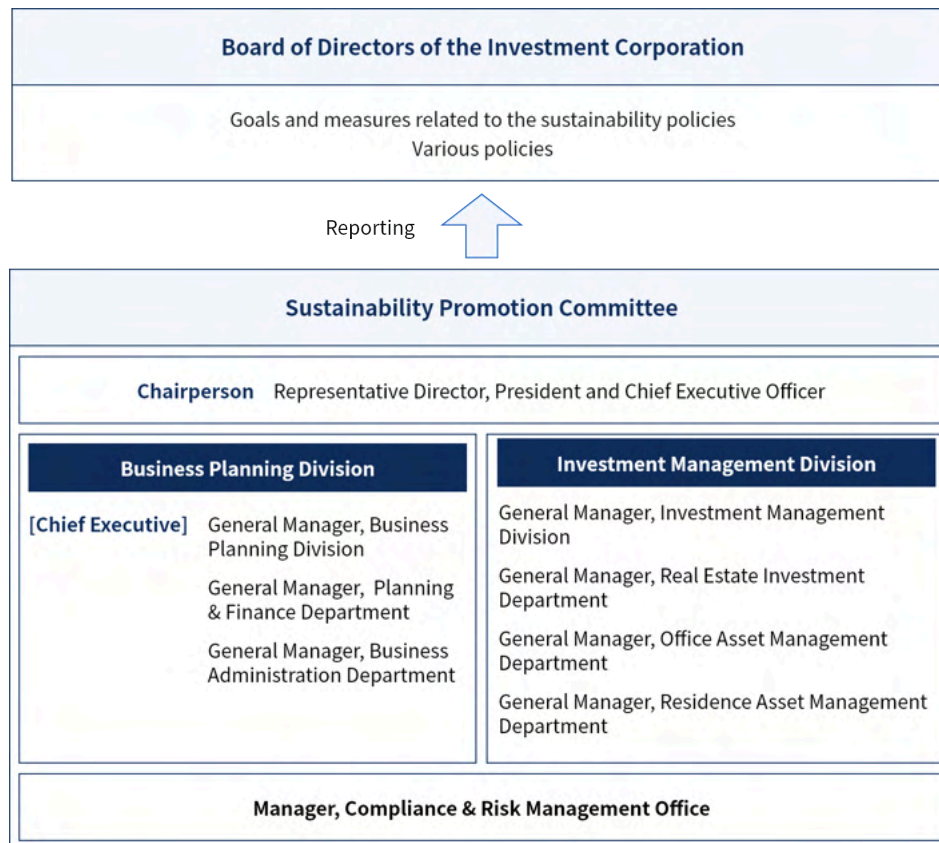 Board of Directors of the Investment Corporation
Goals and measures related to the sustainability policies
Various policies
Reporting
Sustainability Promotion Committee
Chairperson Representative Director, President and Chief Executive Officer
Business Planning Division
[Chief Executive] General Manager, Business
Planning Division
General Manager, Planning
& Finance Department
General Manager, Business
Administration Department
Investment Management Division
General Manager, Investment Management
Division
General Manager, Real Estate Investment
Department
General Manager, Office Asset Management
Department
General Manager, Residence Asset Management
Department
Manager, Compliance & Risk Management Office